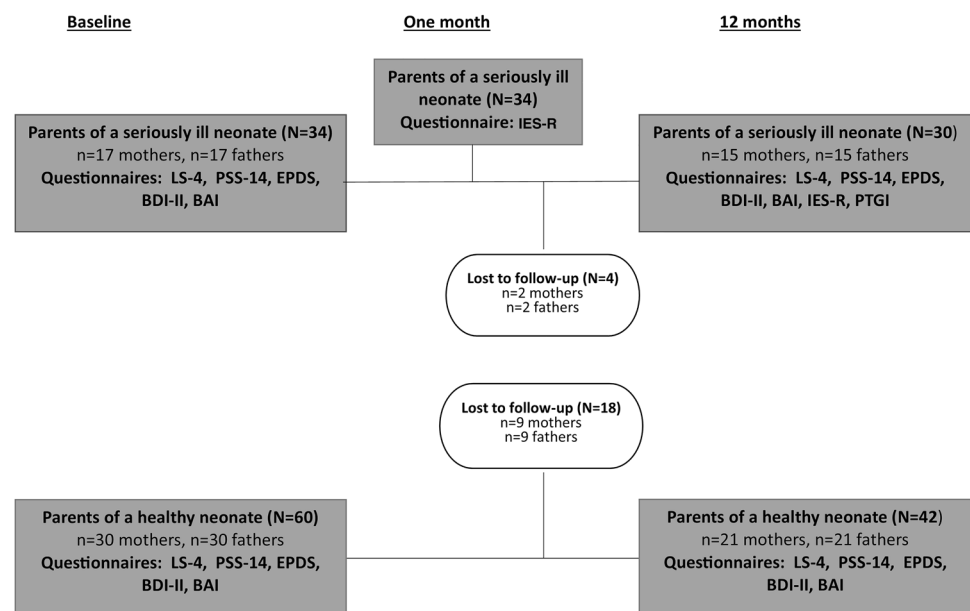 Baseline
One month
12 months
Parents of a seriously ill
neonate (N=34)
Questionnaire: IES-R
Parents of a seriously ill neonate (N=34)
n=17 mothers, n=17 fathers
Questionnaires: LS-4, PSS-14, EPDS,
BDI-II, BAI
Parents of a seriously ill neonate (N=30)
n=15 mothers, n=15 fathers
Questionnaires: LS-4, PSS-14, EPDS,
BDI-II, BAI, IES-R, PTGI
Lost to follow-up (N=4)
n=2 mothers
n=2 fathers
Lost to follow-up (N=18)
n=9 mothers
n=9 fathers
Parents of a healthy neonate (N=60)
n=30 mothers, n=30 fathers
Questionnaires: LS-4, PSS-14, EPDS,
BDI-II, BAI
Parents of a healthy neonate (N=42)
n=21 mothers, n=21 fathers
Questionnaires: LS-4, PSS-14, EPDS,
BDI-II, BAI